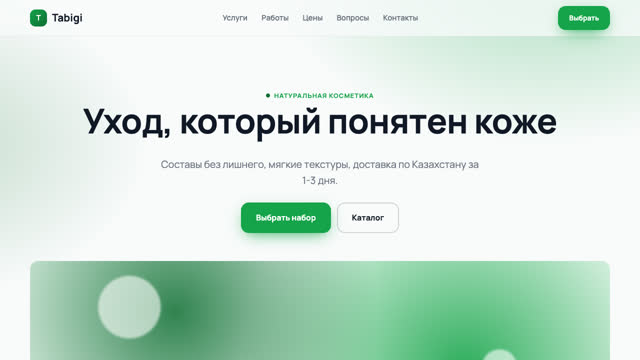 T Tabigi
Услуги Работы Цены Вопросы Контакты
Выбрать
НАТУРАЛЬНАЯ КОСМЕТИКА
Уход, который понятен коже
Составы без лишнего, мягкие текстуры, доставка по Казахстану за
1-3 дня.
Выбрать набор Каталог